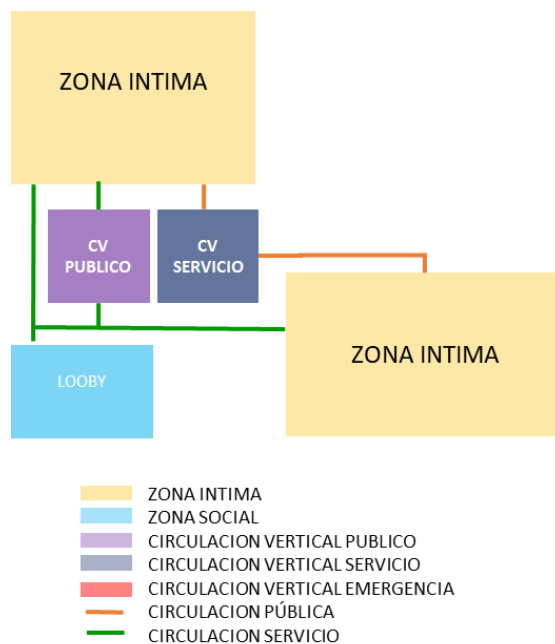 ZONA INTIMA
CV
PUBLICO
CV
SERVICIO
ZONA INTIMA
LOOBY
ZONA INTIMA
ZONA SOCIAL
CIRCULACION VERTICAL PUBLICO
CIRCULACION VERTICAL SERVICIO
CIRCULACION VERTICAL EMERGENCIA
CIRCULACION PÚBLICA
CIRCULACION SERVICIO